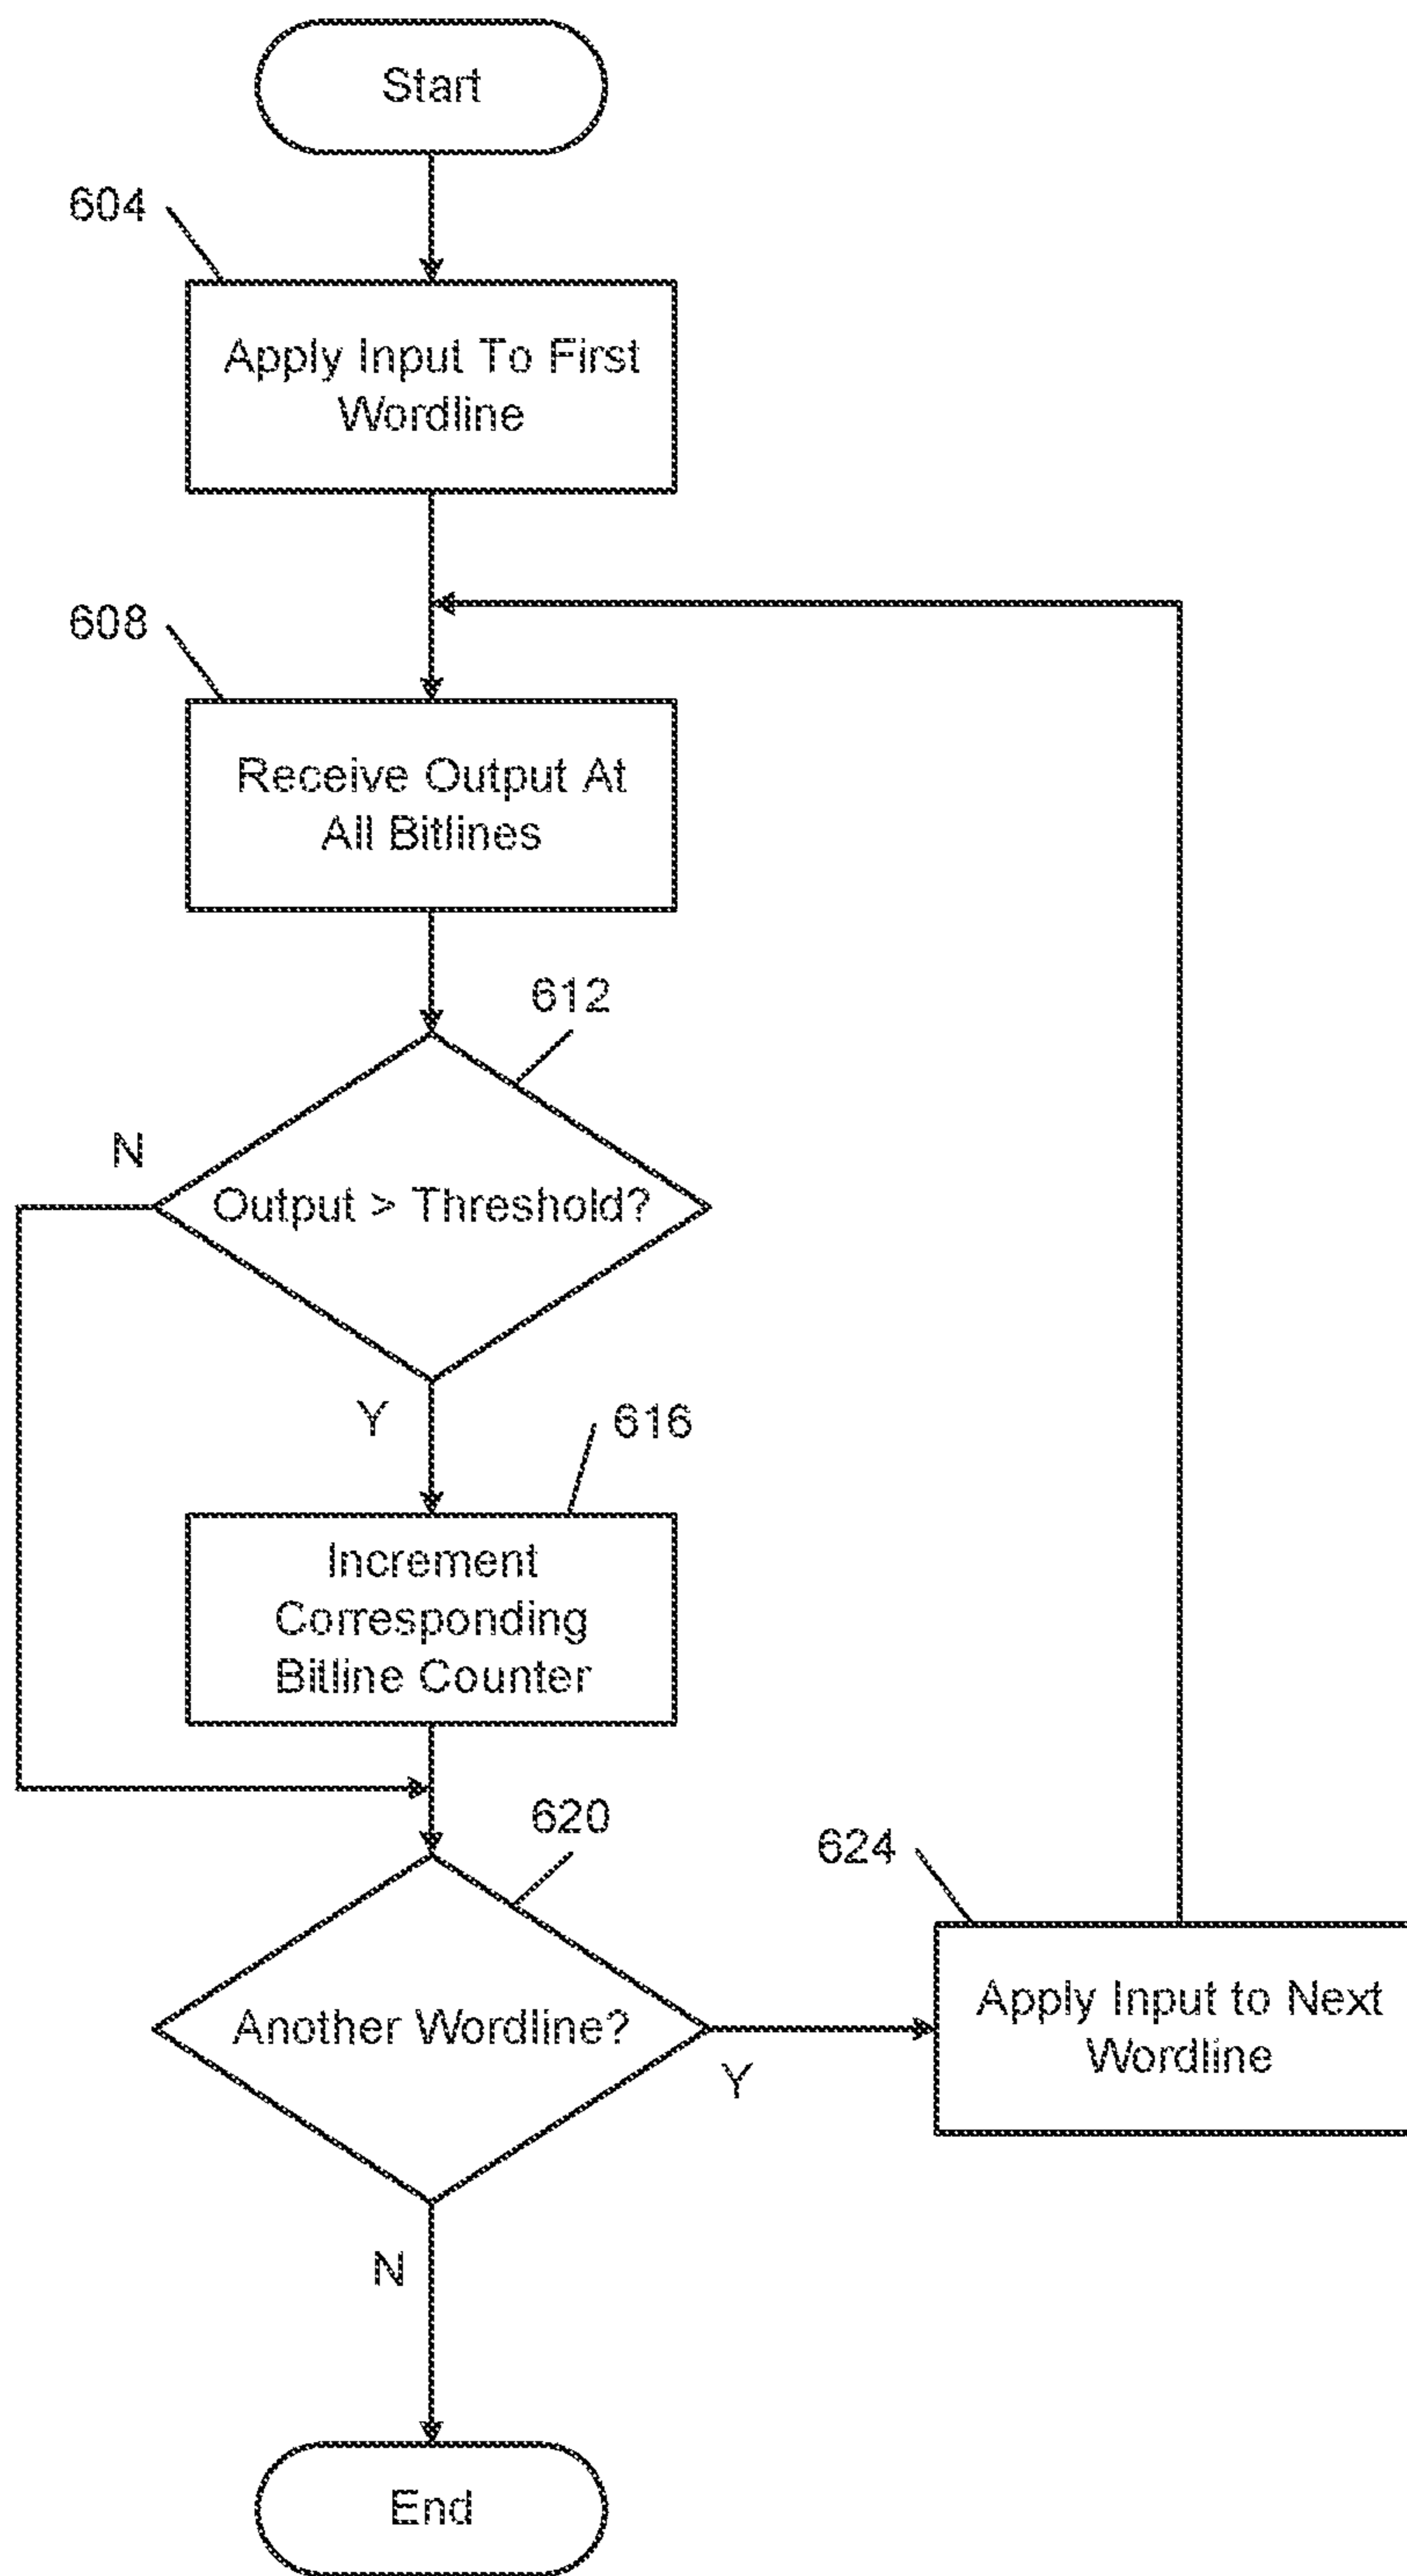 Start
604
Apply Input To First
Wordline
608
Receive Output At
All Bitlines
612
N
Output > Threshold?
Y
616
Increment
Corresponding
Bitline Counter
620
624
Another Wordline?
Y
Apply Input to Next
Wordline
N
End